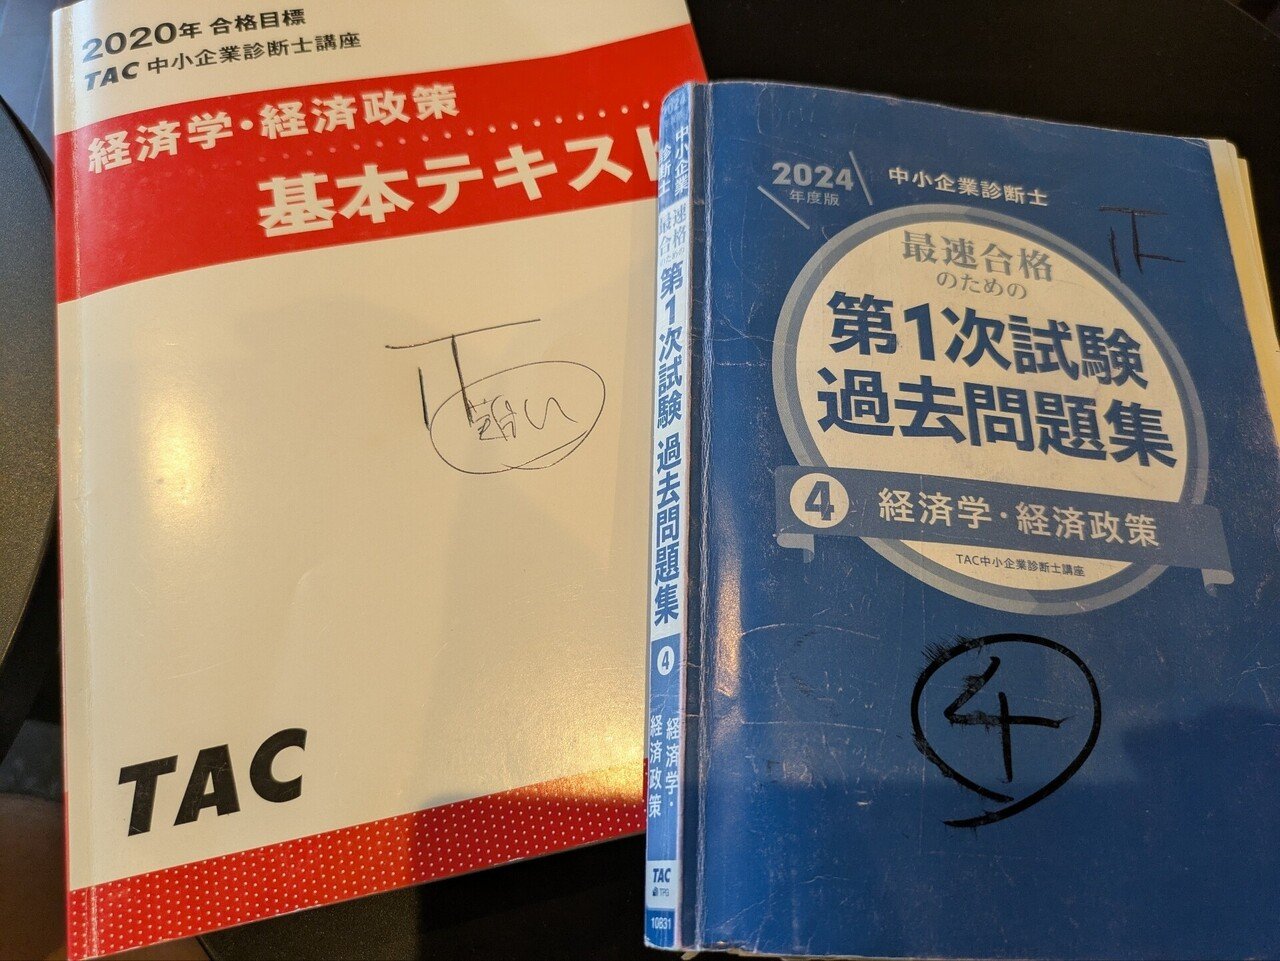 2020年 合格目標
TAC 中小企業診断士講座
経済学・経済政策
基本テキスト
TAC
2024
年度版
中小企業診断士
最速合格
のための
第1次試験
過去問題集
4 経済学・経済政策
TAC中小企業診断士講座
④
中小企業
診断士
最速
合格
のための
第1次試験 過去問題集
4
経済学・
経済政策
TAC
TPG
10831